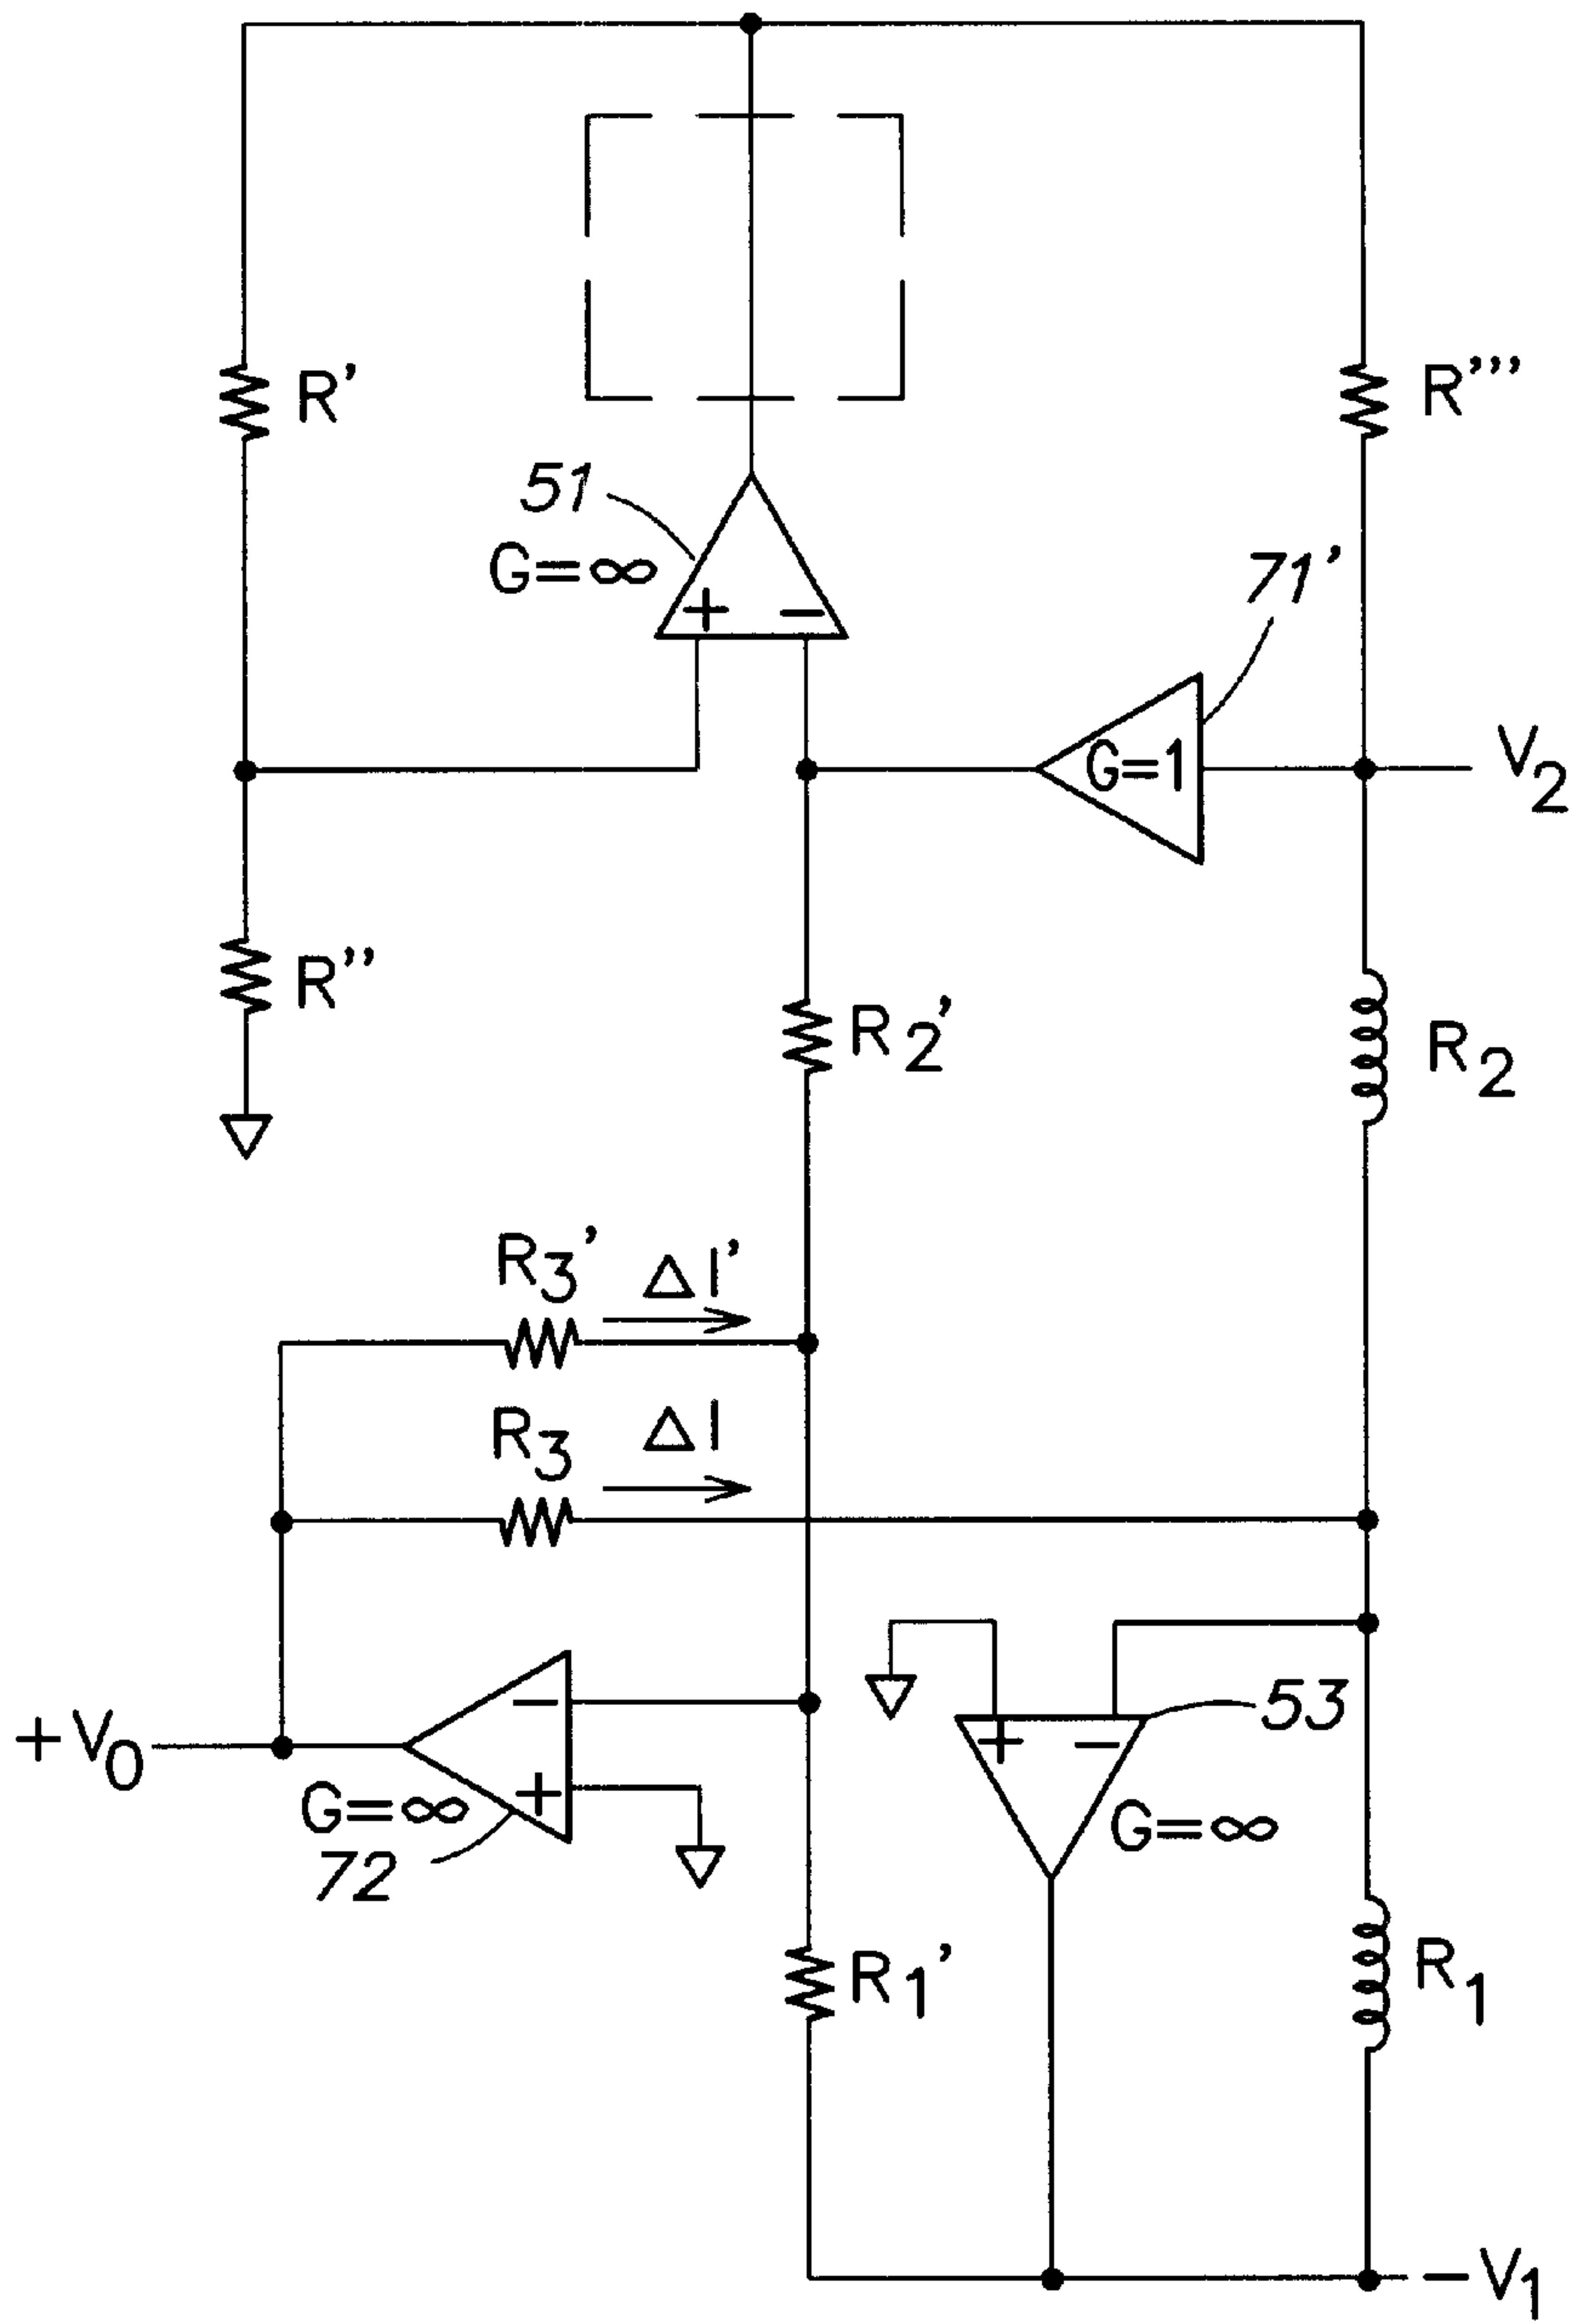 R'
R'''
51
G=∞
+ −
71'
G=1
V2
R''
R2'
R2
R3'
ΔI'
R3
ΔI
53
+ −
G=∞
−
+
+V0
G=∞
72
R1'
R1
−V1